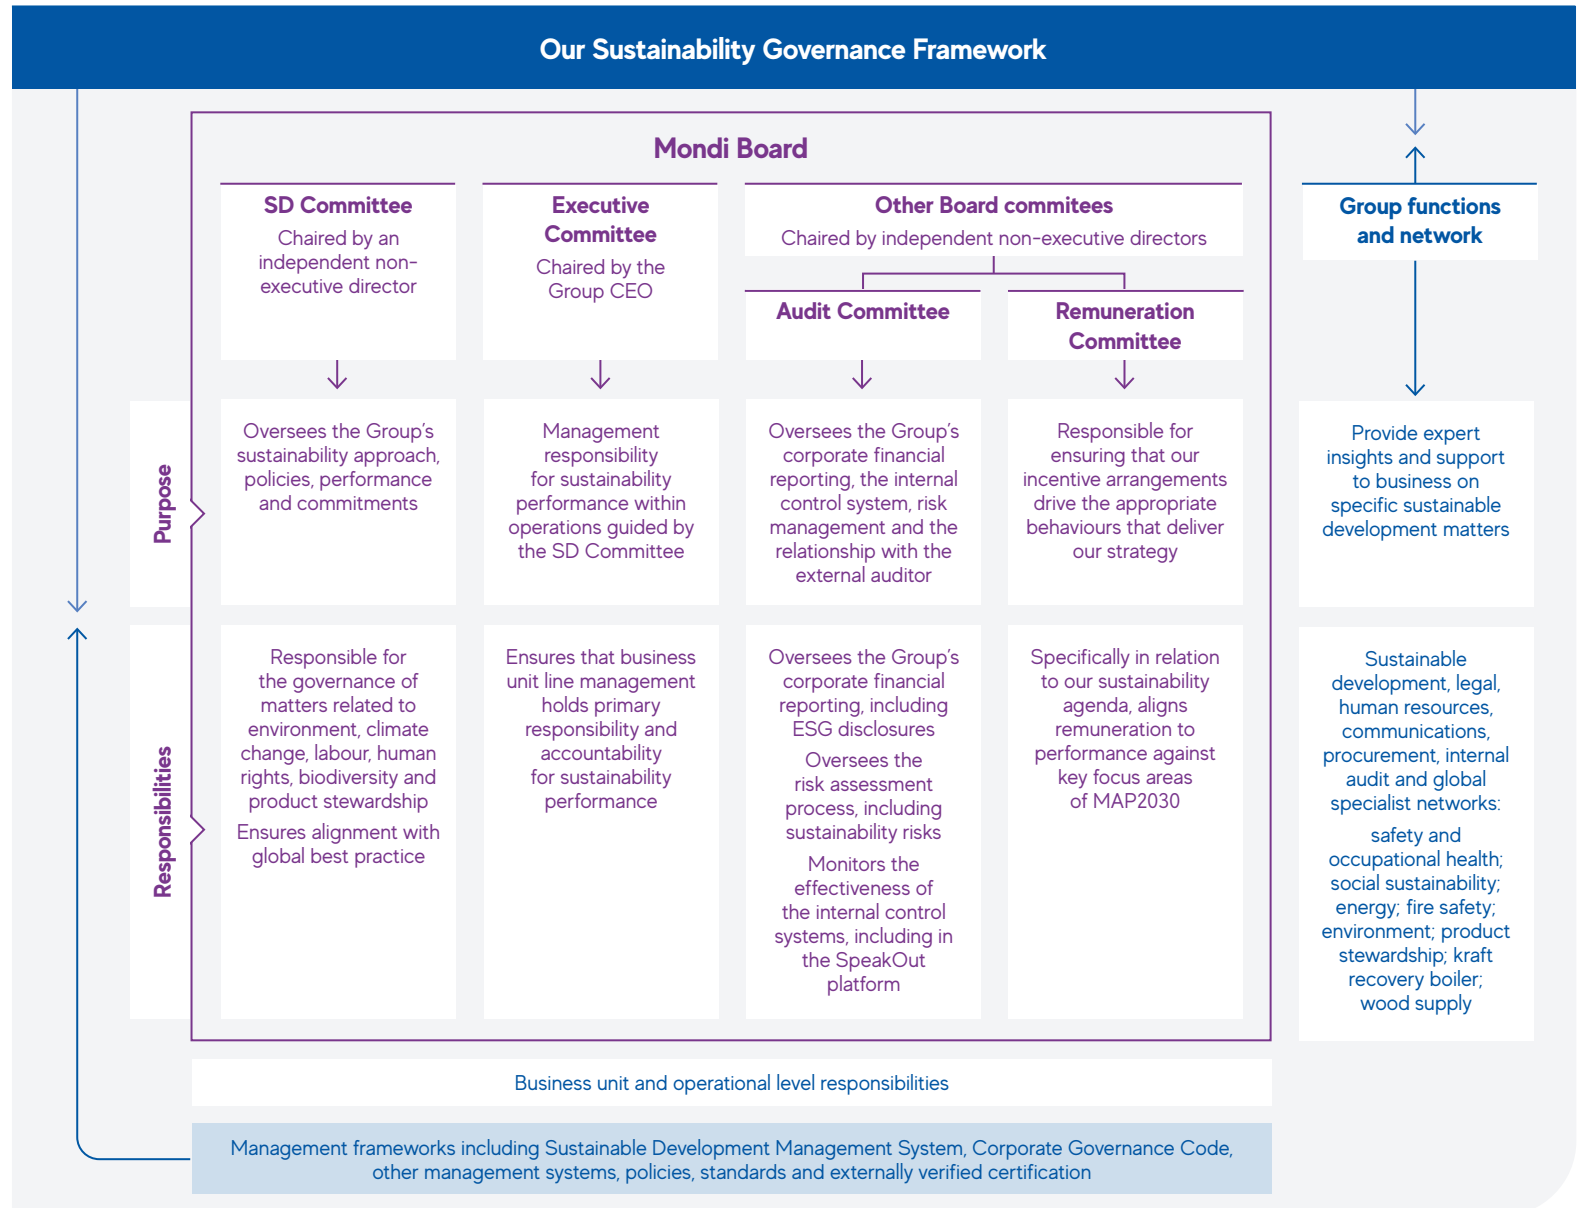 Our Sustainability Governance Framework
Mondi Board
SD Committee
Chaired by an
independent non-
executive director
Executive
Committee
Chaired by the
Group CEO
Other Board commitees
Chaired by independent non-executive directors
Audit Committee
Remuneration
Committee
Group functions
and network
Purpose
Oversees the Group's
sustainability approach,
policies, performance
and commitments
Management
responsibility
for sustainability
performance within
operations guided by
the SD Committee
Oversees the Group's
corporate financial
reporting, the internal
control system, risk
management and the
relationship with the
external auditor
Responsible for
ensuring that our
incentive arrangements
drive the appropriate
behaviours that deliver
our strategy
Provide expert
insights and support
to business on
specific sustainable
development matters
Responsibilities
Responsible for
the governance of
matters related to
environment, climate
change, labour, human
rights, biodiversity and
product stewardship
Ensures alignment with
global best practice
Ensures that business
unit line management
holds primary
responsibility and
accountability
for sustainability
performance
Oversees the Group's
corporate financial
reporting, including
ESG disclosures
Oversees the
risk assessment
process, including
sustainability risks
Monitors the
effectiveness of
the internal control
systems, including in
the SpeakOut
platform
Specifically in relation
to our sustainability
agenda, aligns
remuneration to
performance against
key focus areas
of MAP2030
Sustainable
development, legal,
human resources,
communications,
procurement, internal
audit and global
specialist networks:
safety and
occupational health;
social sustainability;
energy; fire safety;
environment; product
stewardship; kraft
recovery boiler;
wood supply
Business unit and operational level responsibilities
Management frameworks including Sustainable Development Management System, Corporate Governance Code,
other management systems, policies, standards and externally verified certification